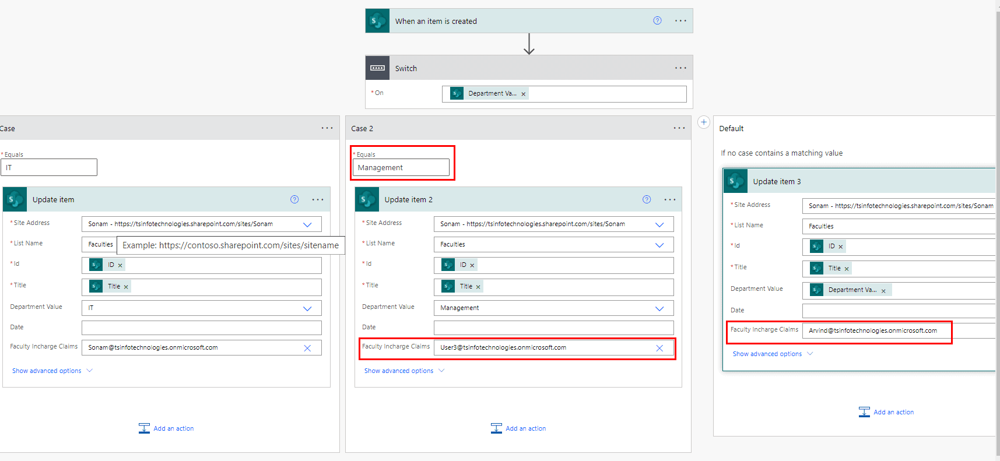 When an item is created
Switch
* On
Department Va... ×
Case
* Equals
IT
Update item
* Site Address
Sonam - https://tsinfotechnologies.sharepoint.com/sites/Sonam
* List Name
Faculties
Example: https://contoso.sharepoint.com/sites/sitename
* Id
ID ×
* Title
Title ×
Department Value
IT
Date
Faculty Incharge Claims
Sonam@tsinfotechnologies.onmicrosoft.com
Show advanced options
Add an action
Case 2
* Equals
Management
Update item 2
* Site Address
Sonam - https://tsinfotechnologies.sharepoint.com/sites/Sonam
* List Name
Faculties
* Id
ID ×
* Title
Title ×
Department Value
Management
Date
Faculty Incharge Claims
User3@tsinfotechnologies.onmicrosoft.com
Show advanced options
Add an action
Default
If no case contains a matching value
Update item 3
* Site Address
Sonam - https://tsinfotechnologies.sharepoint.com/sites/Sonam
* List Name
Faculties
* Id
ID ×
* Title
Title ×
Department Value
Department Va... ×
Date
Faculty Incharge Claims
Arvind@tsinfotechnologies.onmicrosoft.com
Show advanced options
Add an action